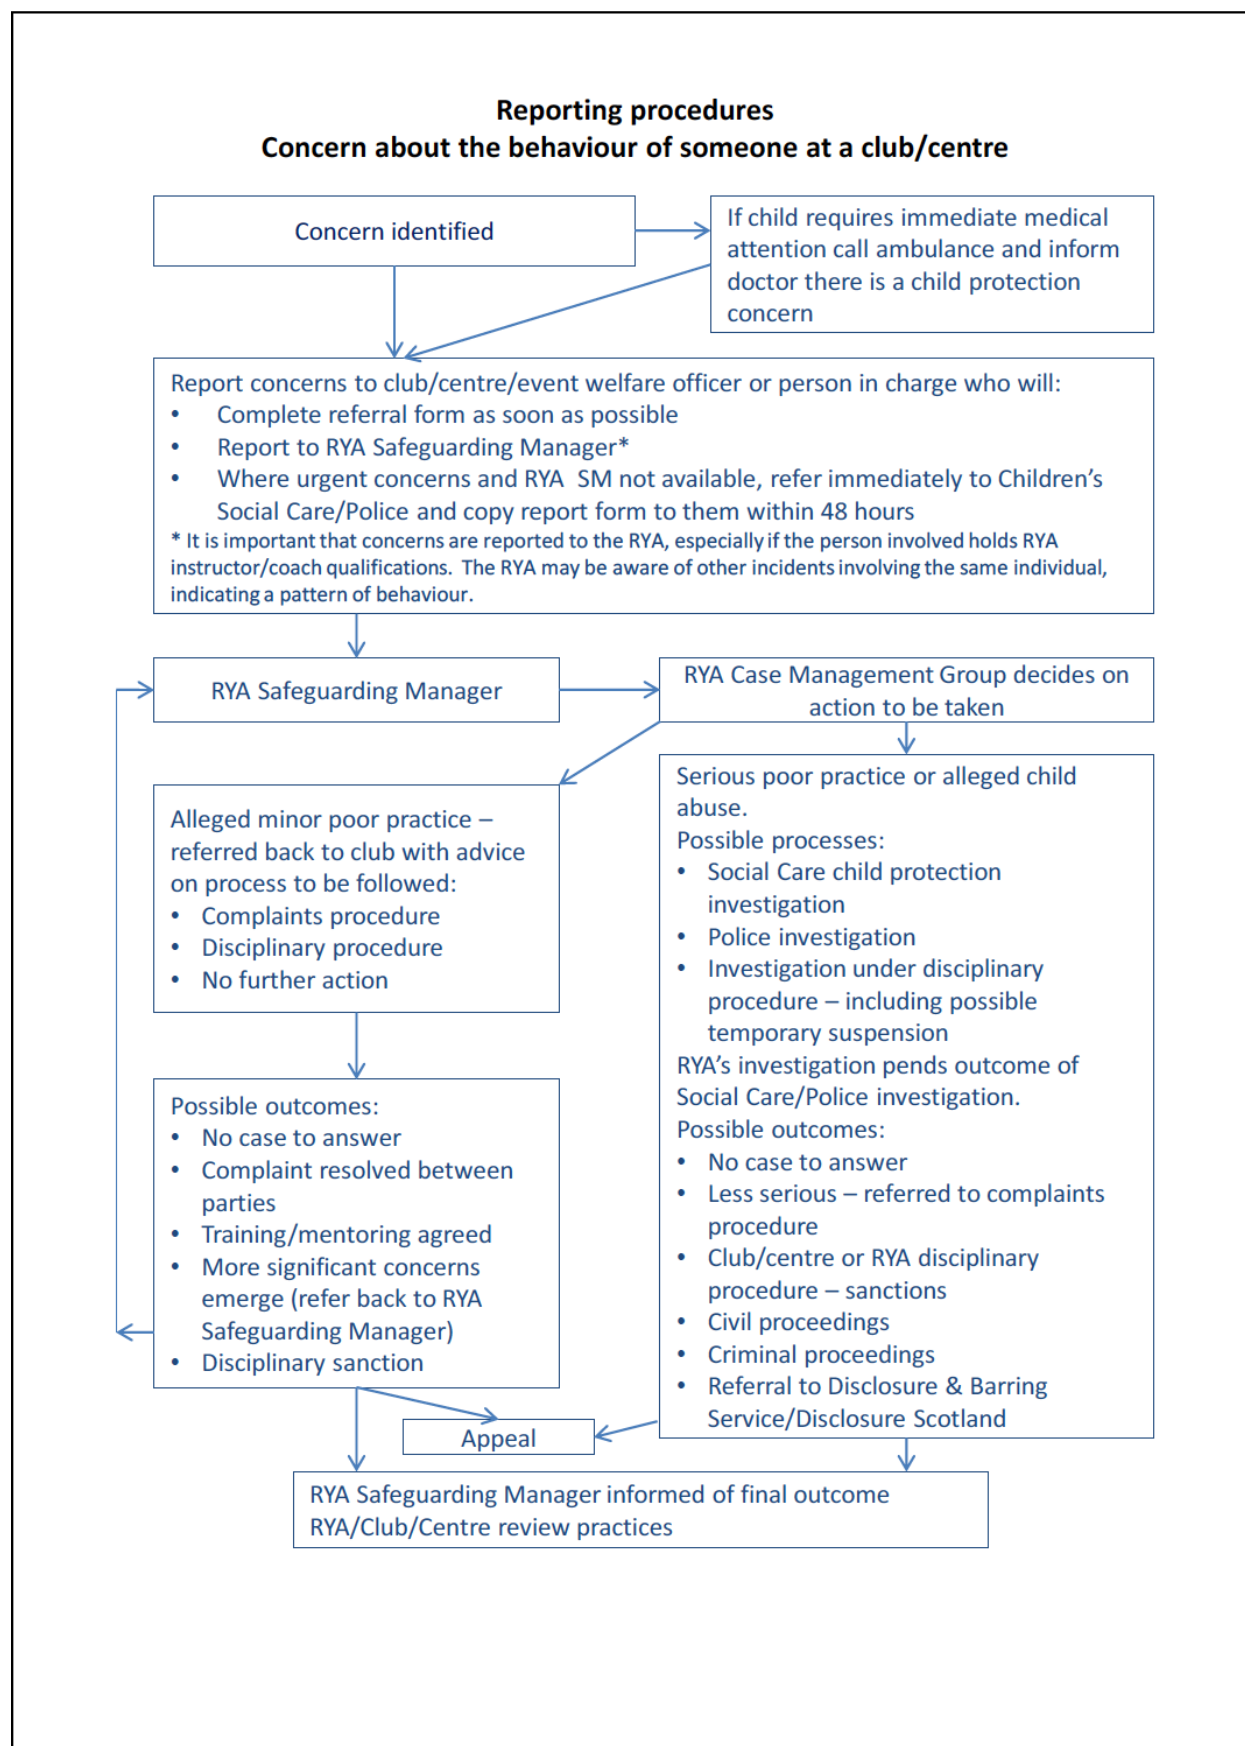 Reporting procedures
Concern about the behaviour of someone at a club/centre
Concern identified
If child requires immediate medical
attention call ambulance and inform
doctor there is a child protection
concern
Report concerns to club/centre/event welfare officer or person in charge who will:
• Complete referral form as soon as possible
• Report to RYA Safeguarding Manager*
• Where urgent concerns and RYA  SM not available, refer immediately to Children’s
Social Care/Police and copy report form to them within 48 hours
* It is important that concerns are reported to the RYA, especially if the person involved holds RYA
instructor/coach qualifications.  The RYA may be aware of other incidents involving the same individual,
indicating a pattern of behaviour.
RYA Safeguarding Manager
RYA Case Management Group decides on
action to be taken
Alleged minor poor practice –
referred back to club with advice
on process to be followed:
• Complaints procedure
• Disciplinary procedure
• No further action
Possible outcomes:
• No case to answer
• Complaint resolved between
parties
• Training/mentoring agreed
• More significant concerns
emerge (refer back to RYA
Safeguarding Manager)
• Disciplinary sanction
Serious poor practice or alleged child
abuse.
Possible processes:
• Social Care child protection
investigation
• Police investigation
• Investigation under disciplinary
procedure – including possible
temporary suspension
RYA’s investigation pends outcome of
Social Care/Police investigation.
Possible outcomes:
• No case to answer
• Less serious – referred to complaints
procedure
• Club/centre or RYA disciplinary
procedure – sanctions
• Civil proceedings
• Criminal proceedings
• Referral to Disclosure & Barring
Service/Disclosure Scotland
Appeal
RYA Safeguarding Manager informed of final outcome
RYA/Club/Centre review practices